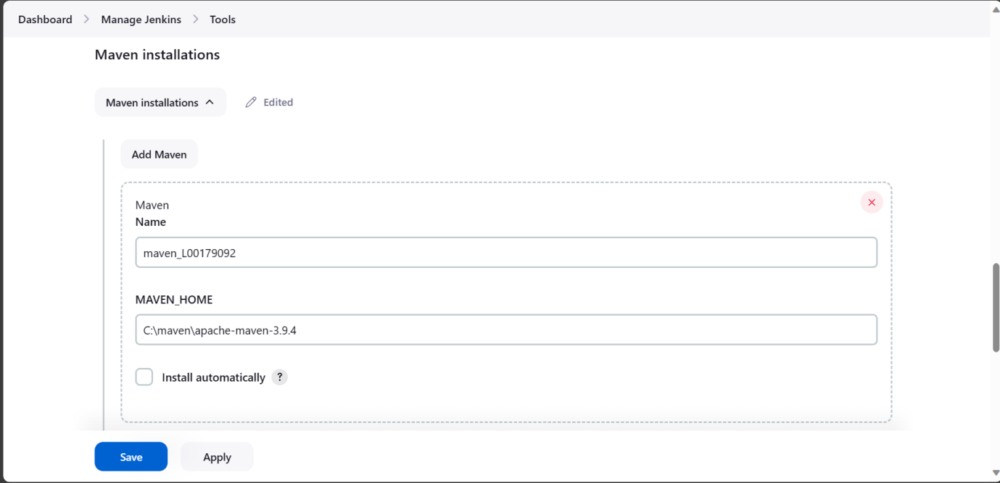 Dashboard > Manage Jenkins > Tools
Maven installations
Maven installations Edited
Add Maven
Maven
Name
maven_L00179092
MAVEN_HOME
C:\maven\apache-maven-3.9.4
Install automatically ?
Save Apply